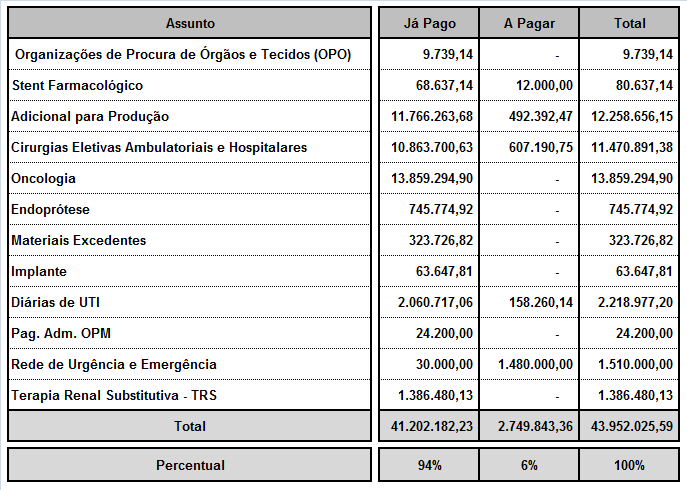 Assunto Já Pago A Pagar Total
Organizações de Procura de Órgãos e Tecidos (OPO) 9.739,14 - 9.739,14
Stent Farmacológico 68.637,14 12.000,00 80.637,14
Adicional para Produção 11.766.263,68 492.392,47 12.258.656,15
Cirurgias Eletivas Ambulatoriais e Hospitalares 10.863.700,63 607.190,75 11.470.891,38
Oncologia 13.859.294,90 - 13.859.294,90
Endoprótese 745.774,92 - 745.774,92
Materiais Excedentes 323.726,82 - 323.726,82
Implante 63.647,81 - 63.647,81
Diárias de UTI 2.060.717,06 158.260,14 2.218.977,20
Pag. Adm. OPM 24.200,00 - 24.200,00
Rede de Urgência e Emergência 30.000,00 1.480.000,00 1.510.000,00
Terapia Renal Substitutiva - TRS 1.386.480,13 - 1.386.480,13
Total 41.202.182,23 2.749.843,36 43.952.025,59
Percentual 94% 6% 100%